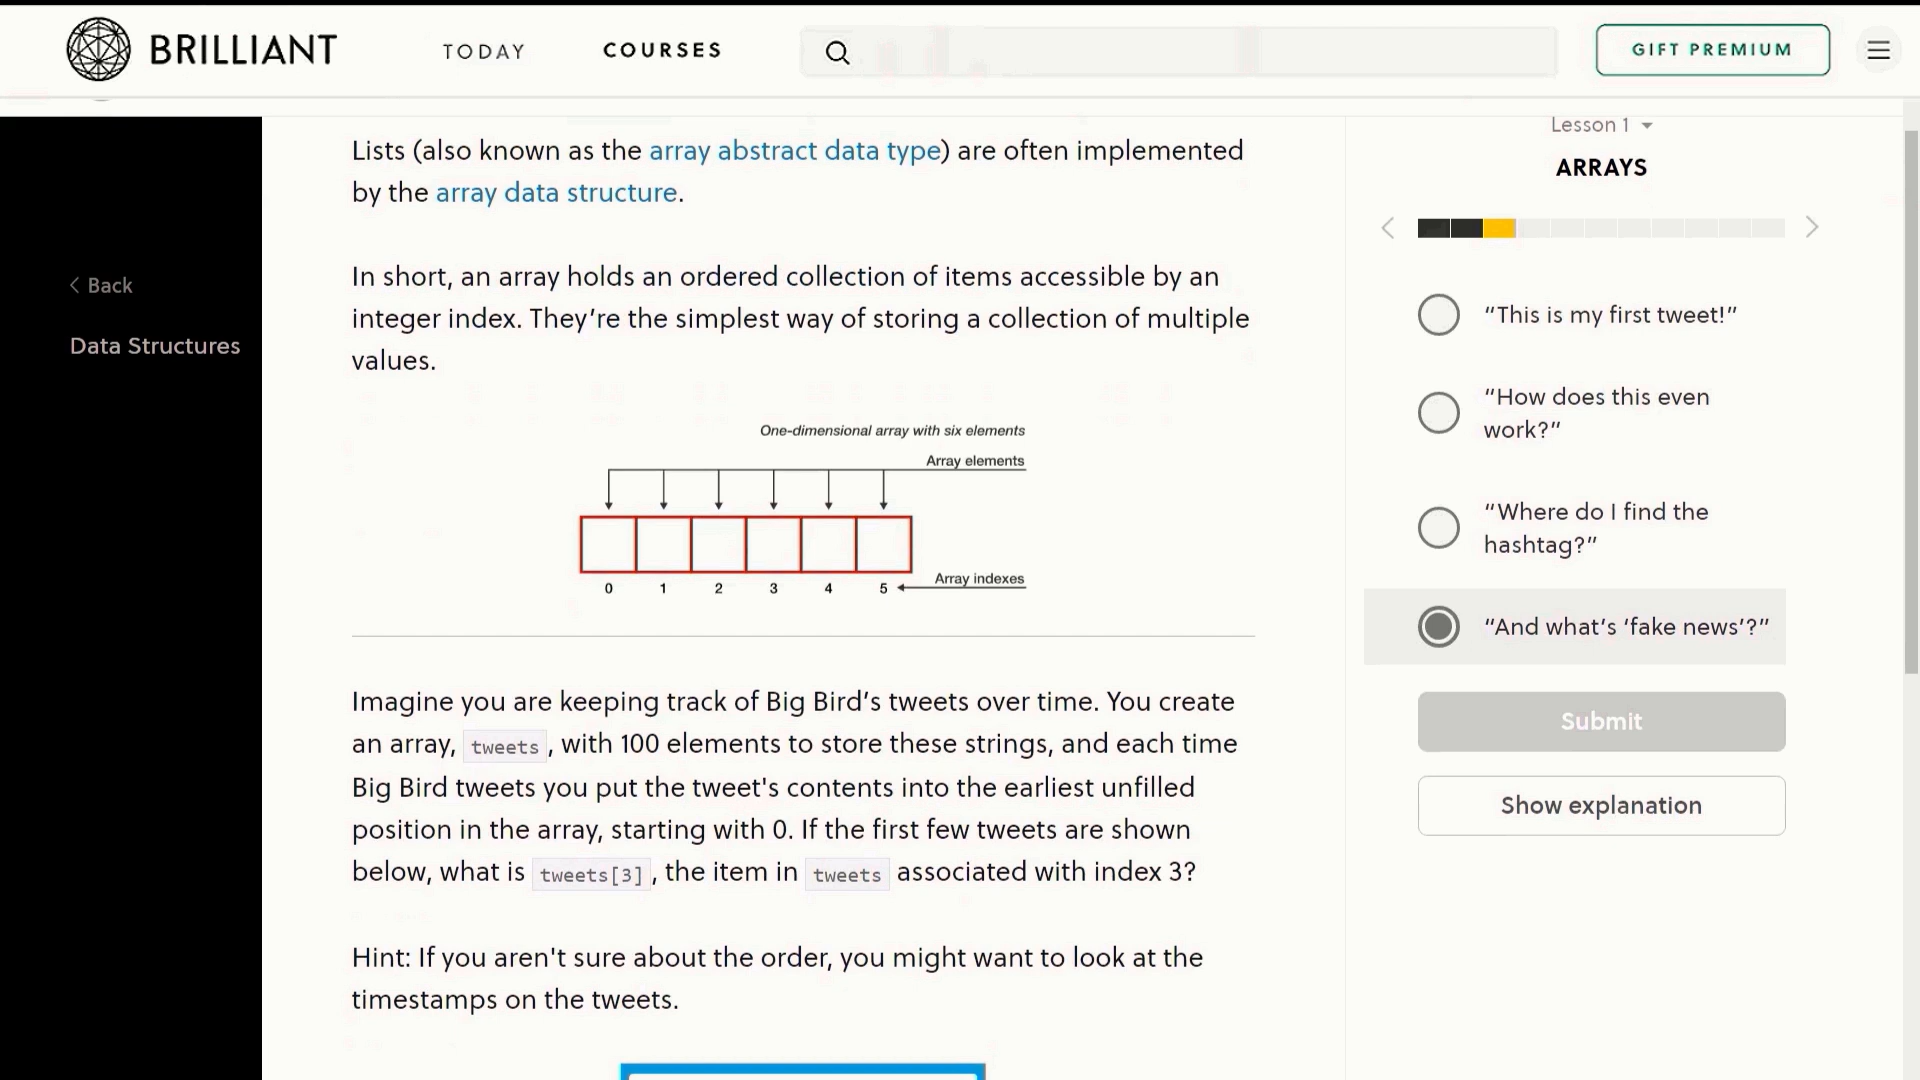 BRILLIANT
TODAY
COURSES
GIFT PREMIUM
< Back
Data Structures
Lists (also known as the array abstract data type) are often implemented
by the array data structure.
In short, an array holds an ordered collection of items accessible by an
integer index. They’re the simplest way of storing a collection of multiple
values.
One-dimensional array with six elements
Array elements
0 1 2 3 4 5
Array indexes
Imagine you are keeping track of Big Bird’s tweets over time. You create
an array, tweets, with 100 elements to store these strings, and each time
Big Bird tweets you put the tweet's contents into the earliest unfilled
position in the array, starting with 0. If the first few tweets are shown
below, what is tweets[3], the item in tweets associated with index 3?
Hint: If you aren't sure about the order, you might want to look at the
timestamps on the tweets.
Lesson 1
ARRAYS
“This is my first tweet!”
“How does this even
work?”
“Where do I find the
hashtag?”
“And what’s ‘fake news’?”
Submit
Show explanation